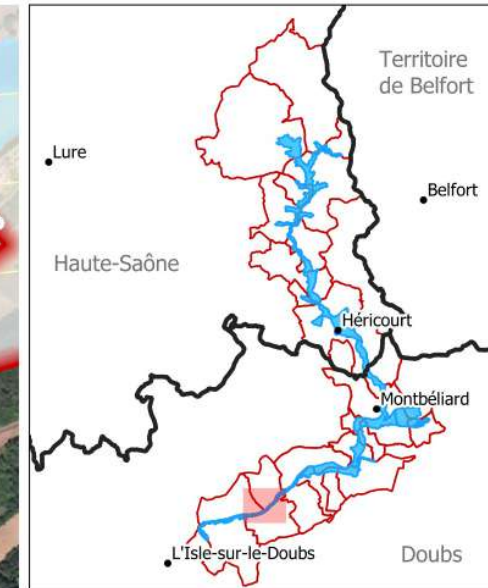 Territoire
de Belfort
Lure
Belfort
Haute-Saône
Héricourt
Montbéliard
L'Isle-sur-le-Doubs
Doubs